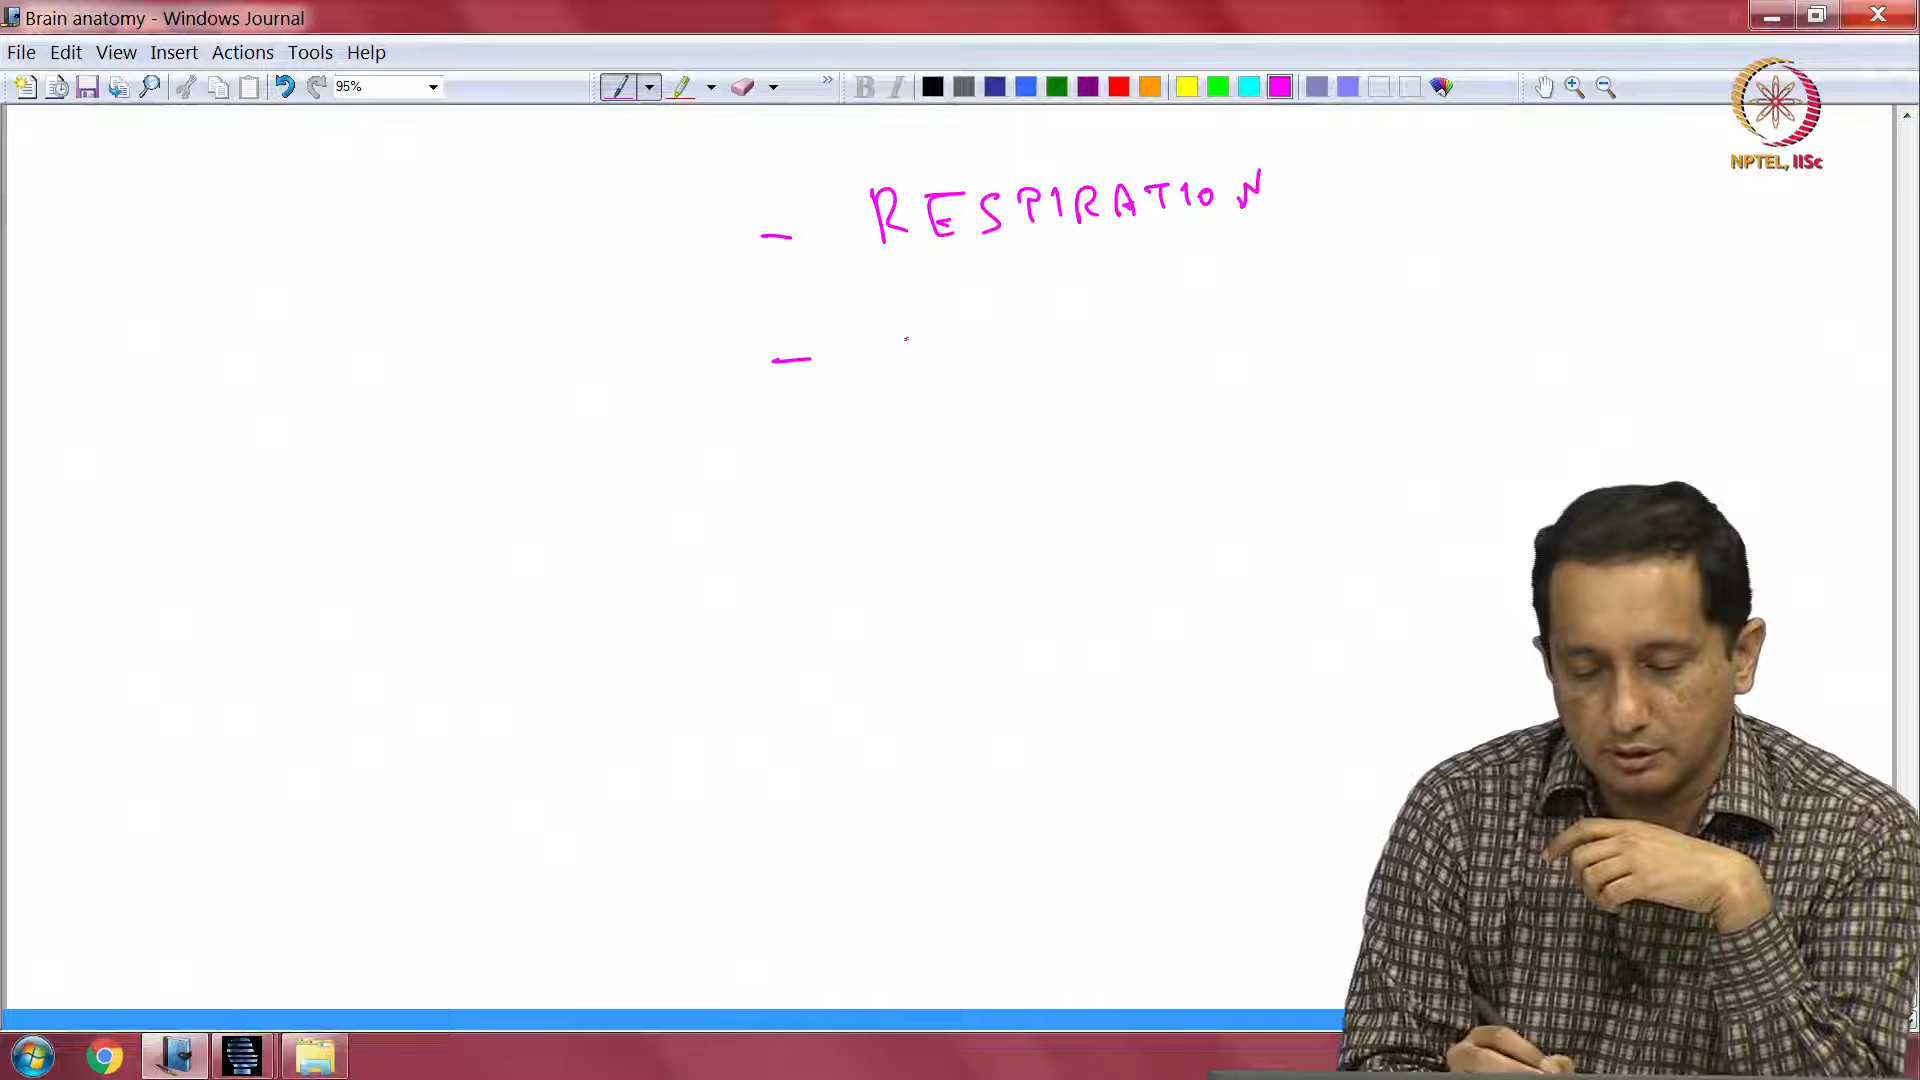 Brain anatomy - Windows Journal
File Edit View Insert Actions Tools Help
95%
B I
NPTEL, IISc
- RESPIRATION
-